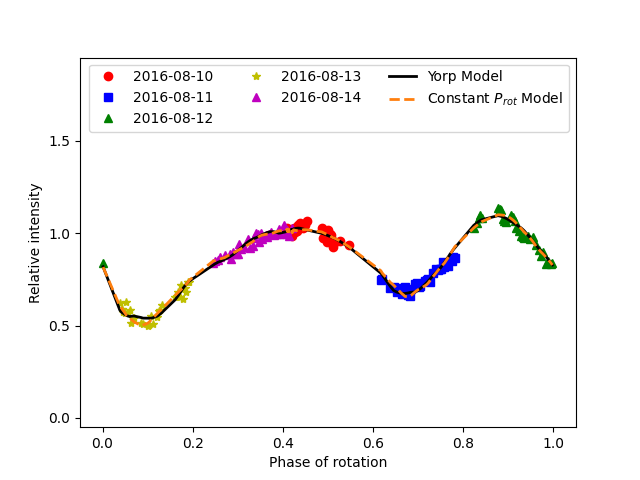 2016-08-10
2016-08-11
2016-08-12
2016-08-13
2016-08-14
Yorp Model
Constant P_rot Model
1.5
1.0
0.5
0.0
Relative intensity
0.0 0.2 0.4 0.6 0.8 1.0
Phase of rotation